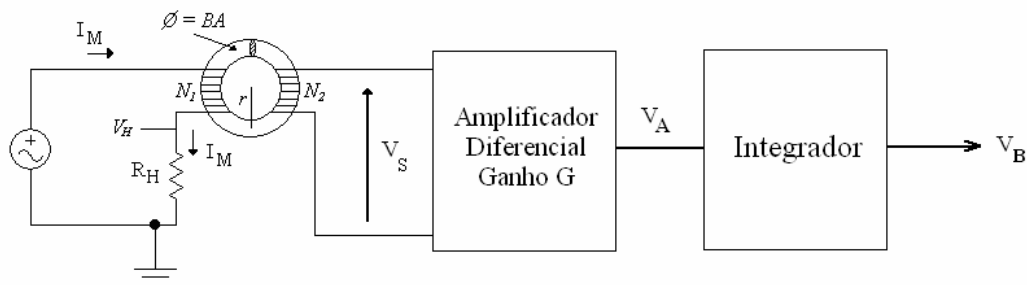 I_M
Ø = BA
N_1
r
N_2
V_H
I_M
R_H
V_S
Amplificador
Diferencial
Ganho G
V_A
Integrador
V_B